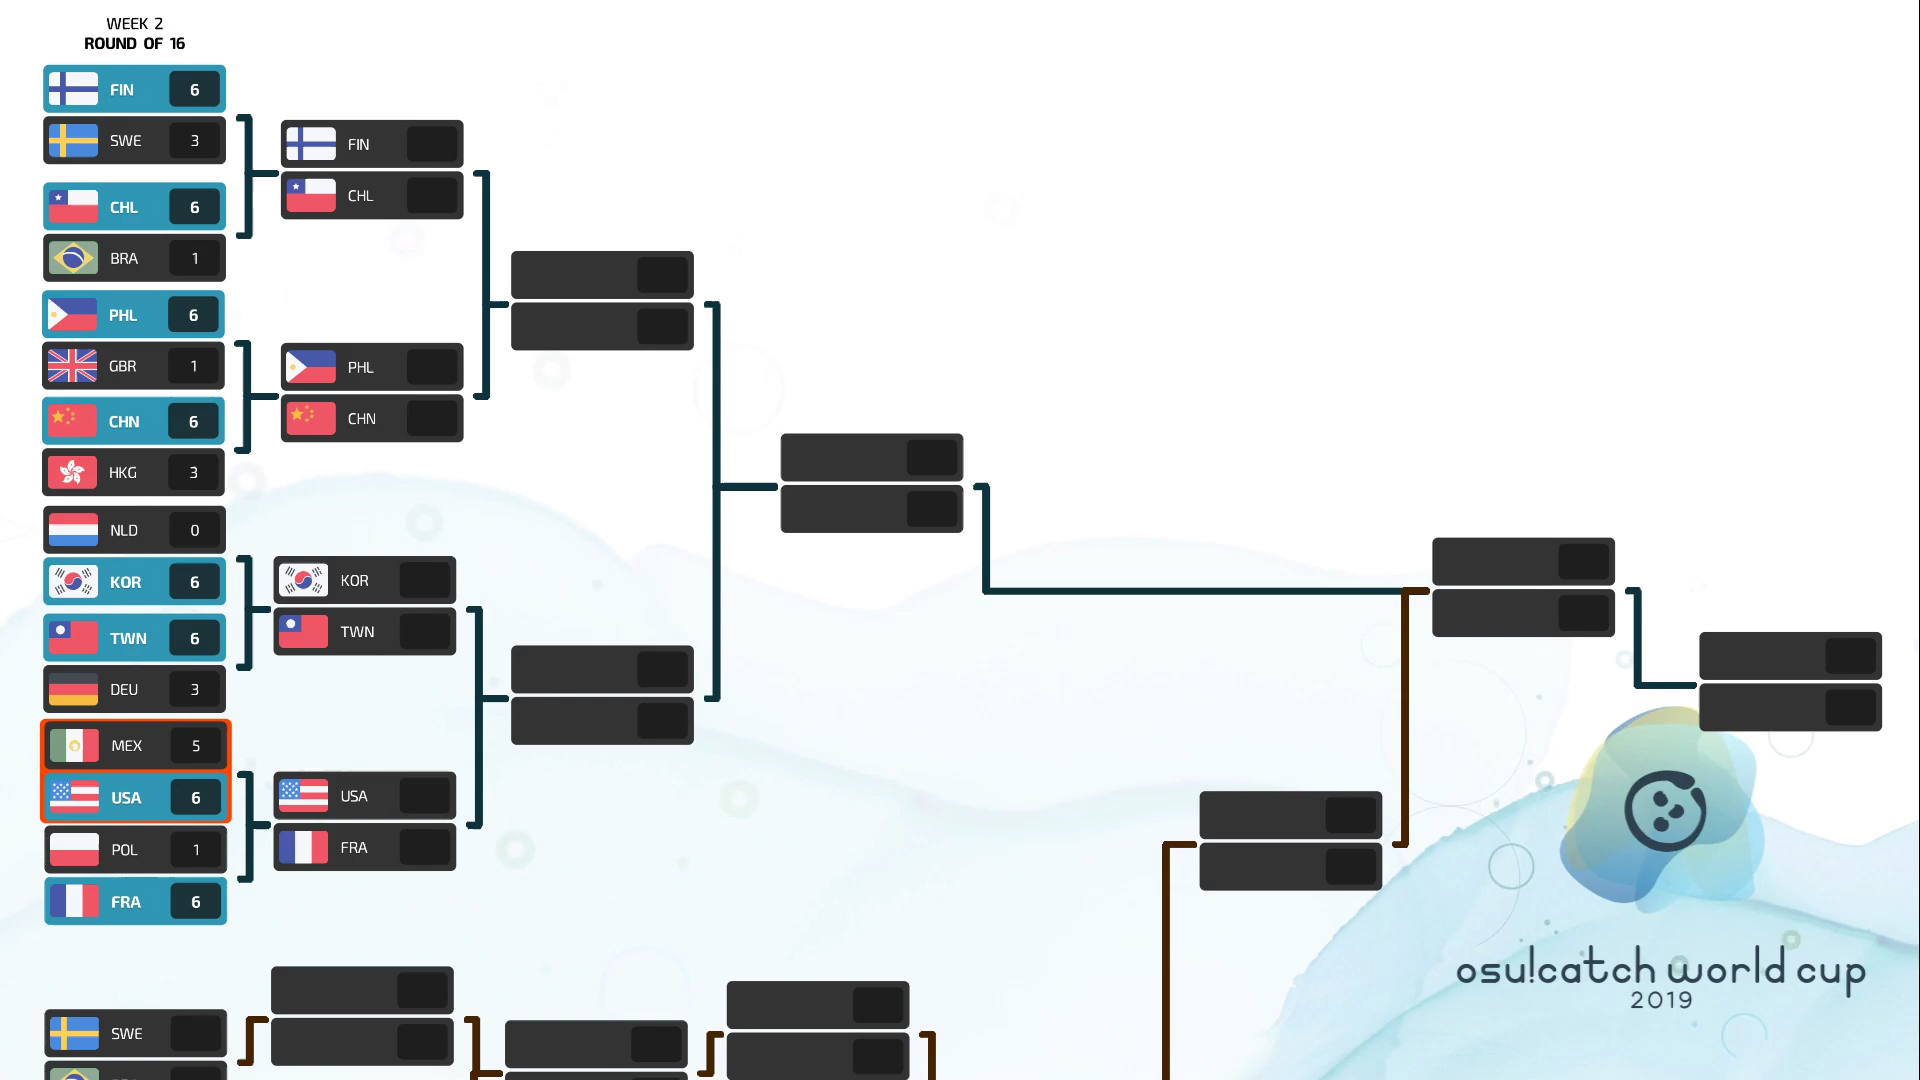 WEEK 2
ROUND OF 16
FIN 6
SWE 3
CHL 6
BRA 1
PHL 6
GBR 1
CHN 6
HKG 3
NLD 0
KOR 6
TWN 6
DEU 3
MEX 5
USA 6
POL 1
FRA 6
SWE
FIN
CHL
PHL
CHN
KOR
TWN
USA
FRA
osu!catch world cup
2019